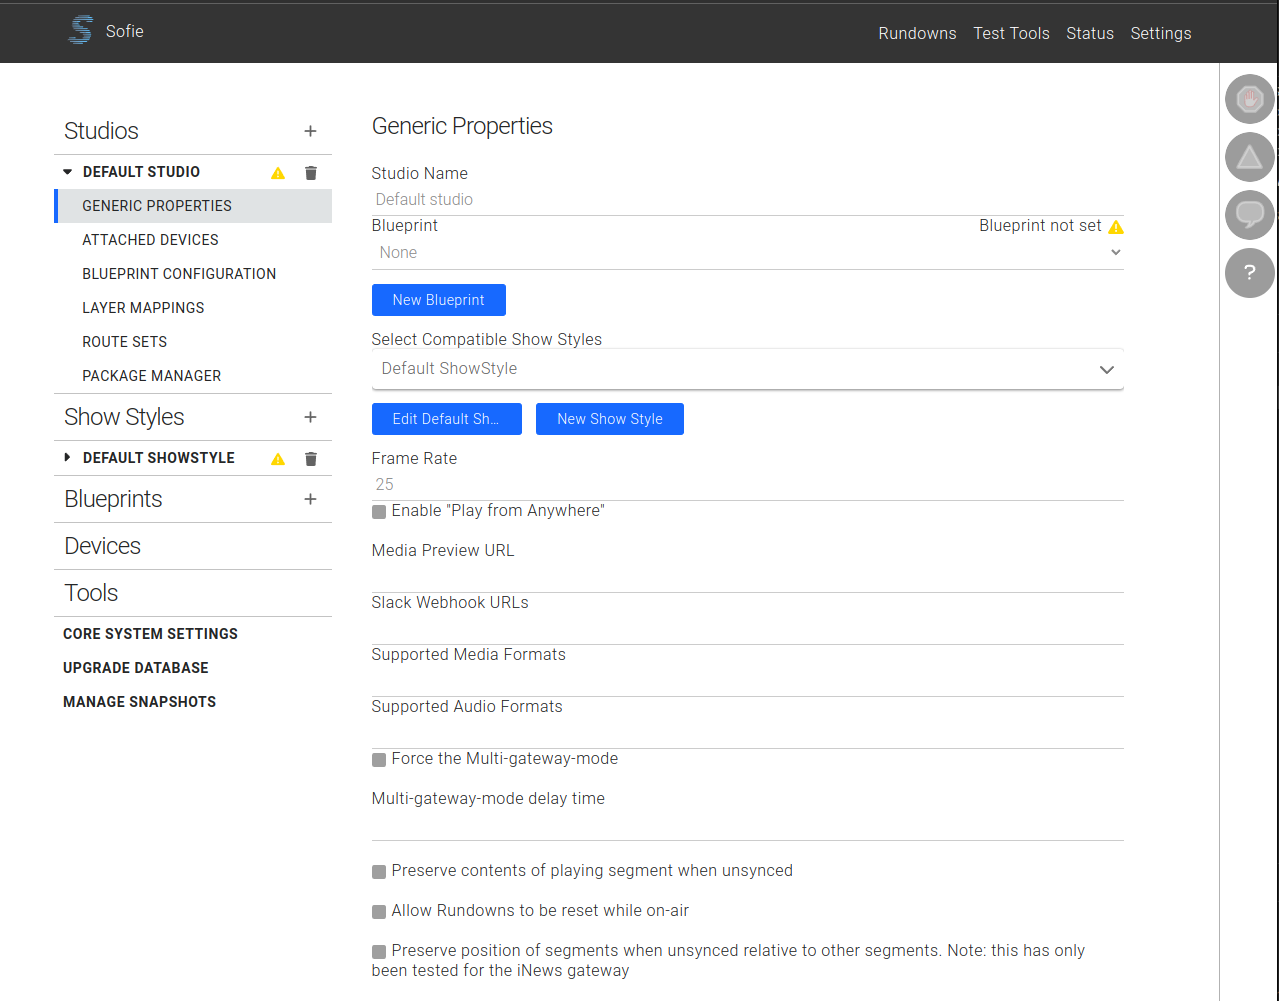 Sofie
Rundowns Test Tools Status Settings
Studios
DEFAULT STUDIO
GENERIC PROPERTIES
ATTACHED DEVICES
BLUEPRINT CONFIGURATION
LAYER MAPPINGS
ROUTE SETS
PACKAGE MANAGER
Show Styles
DEFAULT SHOWSTYLE
Blueprints
Devices
Tools
CORE SYSTEM SETTINGS
UPGRADE DATABASE
MANAGE SNAPSHOTS
Generic Properties
Studio Name
Default studio
Blueprint Blueprint not set
None
New Blueprint
Select Compatible Show Styles
Default ShowStyle
Edit Default Sh... New Show Style
Frame Rate
25
Enable "Play from Anywhere"
Media Preview URL
Slack Webhook URLs
Supported Media Formats
Supported Audio Formats
Force the Multi-gateway-mode
Multi-gateway-mode delay time
Preserve contents of playing segment when unsynced
Allow Rundowns to be reset while on-air
Preserve position of segments when unsynced relative to other segments. Note: this has only
been tested for the iNews gateway
?